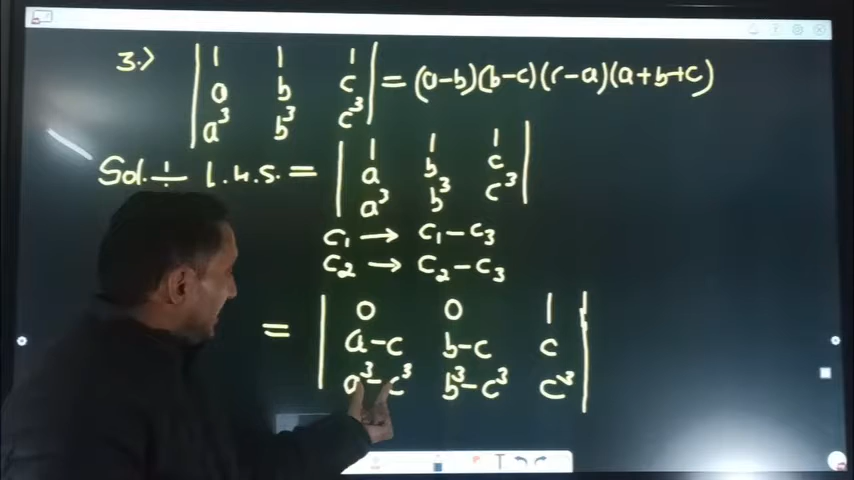 3.> | 1 1 1 | = (a-b)(b-c)(c-a)(a+b+c)
| a b c |
| a³ b³ c³ |
Sol. ÷ L.H.S. = | 1 1 1 |
| a b c |
| a³ b³ c³ |
C₁ → C₁-C₃
C₂ → C₂-C₃
= | 0 0 1 |
| a-c b-c c |
| a³-c³ b³-c³ c³ |